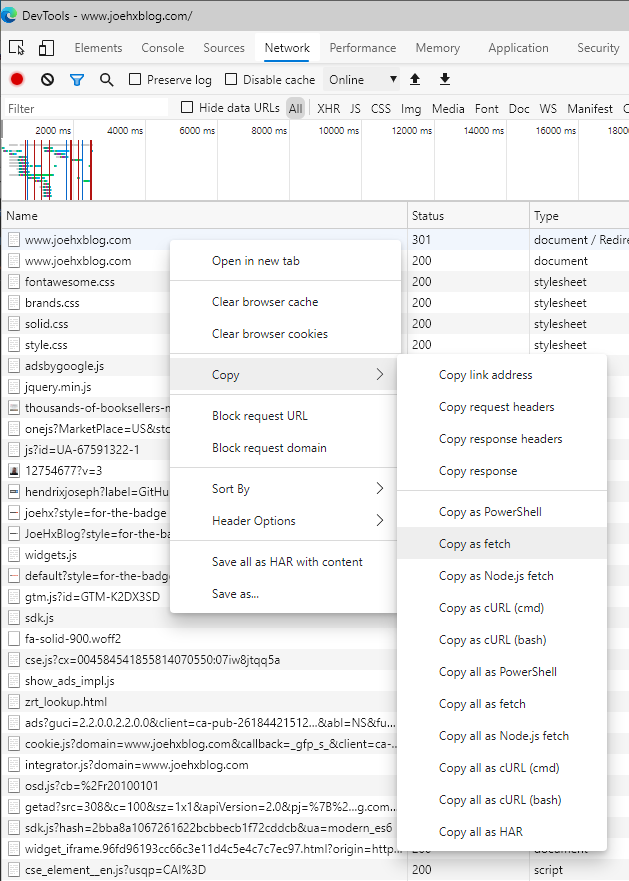 DevTools - www.joehxblog.com/
Elements Console Sources Network Performance Memory Application Security
Preserve log Disable cache Online
Filter Hide data URLs All XHR JS CSS Img Media Font Doc WS Manifest
2000 ms 4000 ms 6000 ms 8000 ms 10000 ms 12000 ms 14000 ms 16000 ms 1800
Name Status Type
www.joehxblog.com 301 document / Redire
www.joehxblog.com 200 document
fontawesome.css 200 stylesheet
brands.css 200 stylesheet
solid.css 200 stylesheet
style.css 200 stylesheet
adsbygoogle.js
jquery.min.js
thousands-of-booksellers-
onejs?MarketPlace=US&sto
js?id=UA-67591322-1
12754677?v=3
hendrixjoseph?label=GitHu
joehx?style=for-the-badge
JoeHxBlog?style=for-the-b
widgets.js
default?style=for-the-badg
gtm.js?id=GTM-K2DX3SD
sdk.js
fa-solid-900.woff2
cse.js?cx=004584541855814070550:07iw8jtqq5a
show_ads_impl.js
zrt_lookup.html
ads?guci=2.2.0.0.2.2.0.0&client=ca-pub-26184421512...&abl=NS&fu...
cookie.js?domain=www.joehxblog.com&callback=_gfp_s_&client=ca-
integrator.js?domain=www.joehxblog.com
osd.js?cb=%2Fr20100101
getad?src=308&c=100&sz=1x1&apiVersion=2.0&pj=%7B%2...g.com...
sdk.js?hash=2bba8a1067261622bcbbecb1f72cddcb&ua=modern_es6
widget_iframe.96fd96193cc66c3e11d4c5e4c7c7ec97.html?origin=http... document
cse_element__en.js?usqp=CAI%3D 200 script
Open in new tab
Clear browser cache
Clear browser cookies
Copy
Block request URL
Block request domain
Sort By
Header Options
Save all as HAR with content
Save as...
Copy link address
Copy request headers
Copy response headers
Copy response
Copy as PowerShell
Copy as fetch
Copy as Node.js fetch
Copy as cURL (cmd)
Copy as cURL (bash)
Copy all as PowerShell
Copy all as fetch
Copy all as Node.js fetch
Copy all as cURL (cmd)
Copy all as cURL (bash)
Copy all as HAR